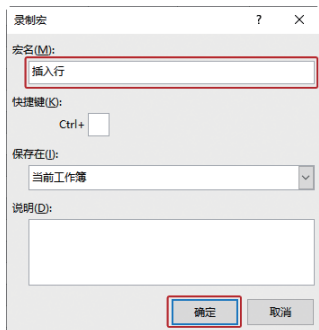 录制宏 ? ×
宏名(M):
插入行
快捷键(K):
Ctrl+
保存在(I):
当前工作簿
说明(D):
确定 取消